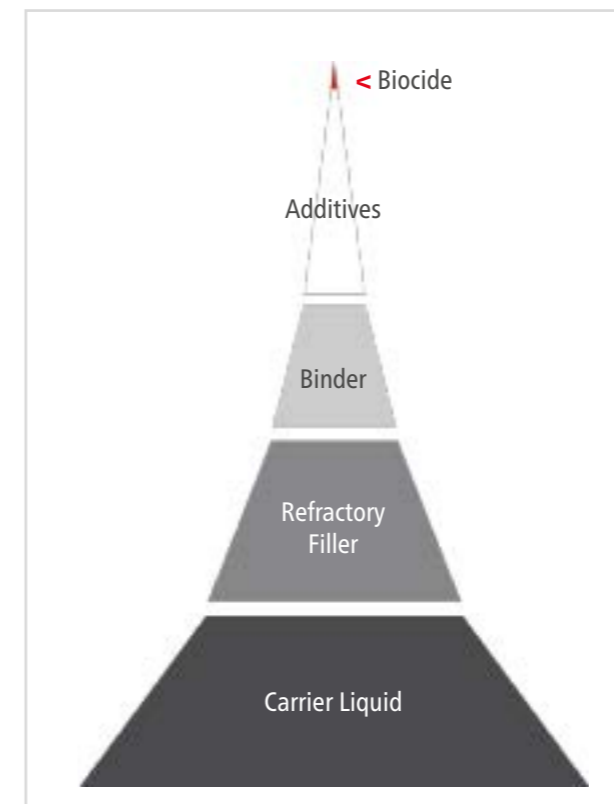 < Biocide
Additives
Binder
Refractory
Filler
Carrier Liquid